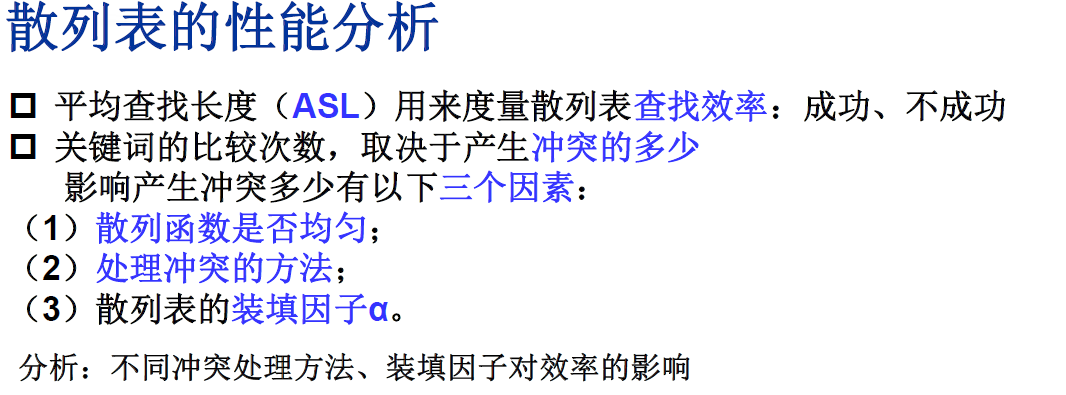 散列表的性能分析
平均查找长度（ASL）用来度量散列表查找效率：成功、不成功
关键词的比较次数，取决于产生冲突的多少
影响产生冲突多少有以下三个因素：
（1）散列函数是否均匀；
（2）处理冲突的方法；
（3）散列表的装填因子α。
分析：不同冲突处理方法、装填因子对效率的影响